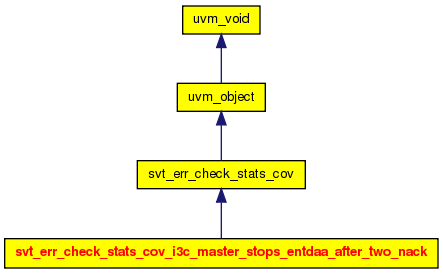 uvm_void
uvm_object
svt_err_check_stats_cov
svt_err_check_stats_cov_i3c_master_stops_entdaa_after_two_nack